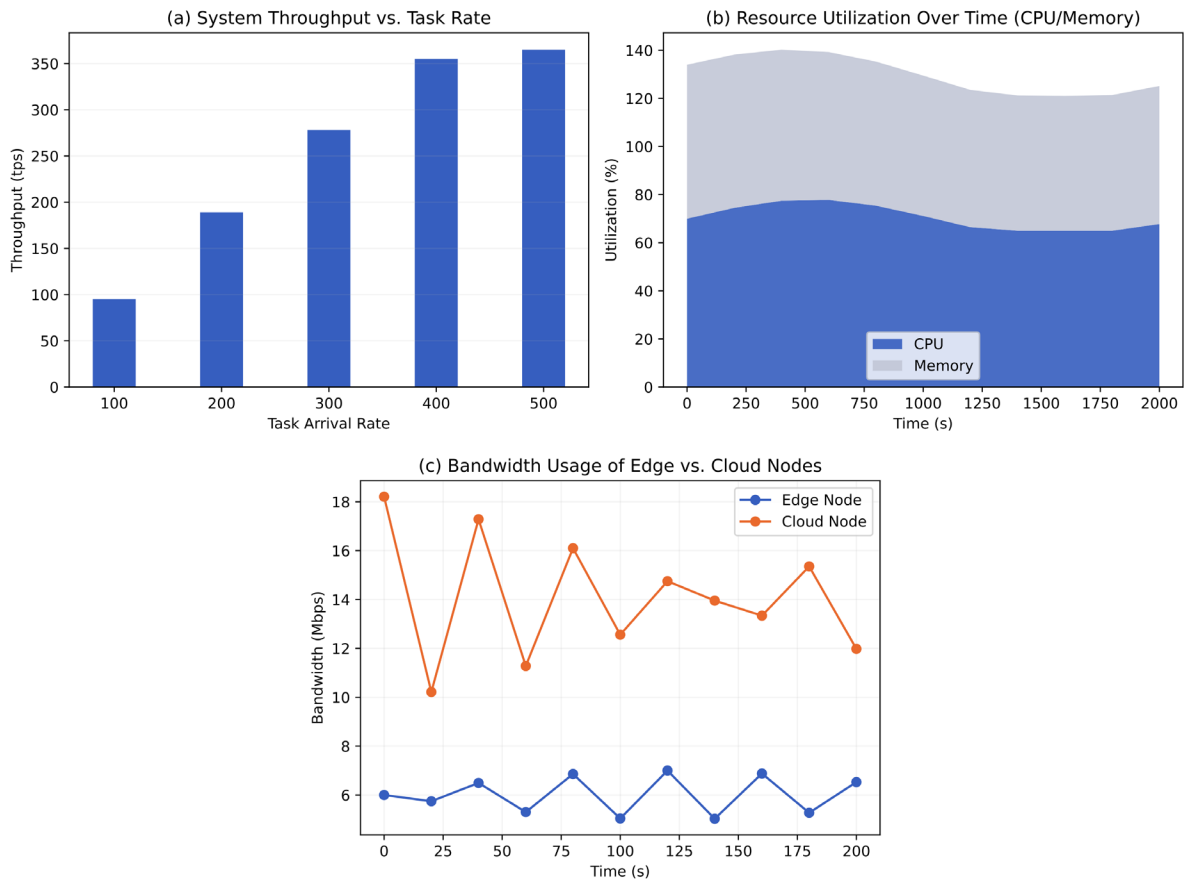 (a) System Throughput vs. Task Rate
Throughput (tps)
350
300
250
200
150
100
50
0
100 200 300 400 500
Task Arrival Rate
(b) Resource Utilization Over Time (CPU/Memory)
Utilization (%)
140
120
100
80
60
40
20
0
CPU
Memory
0 250 500 750 1000 1250 1500 1750 2000
Time (s)
(c) Bandwidth Usage of Edge vs. Cloud Nodes
Bandwidth (Mbps)
18
16
14
12
10
8
6
Edge Node
Cloud Node
0 25 50 75 100 125 150 175 200
Time (s)